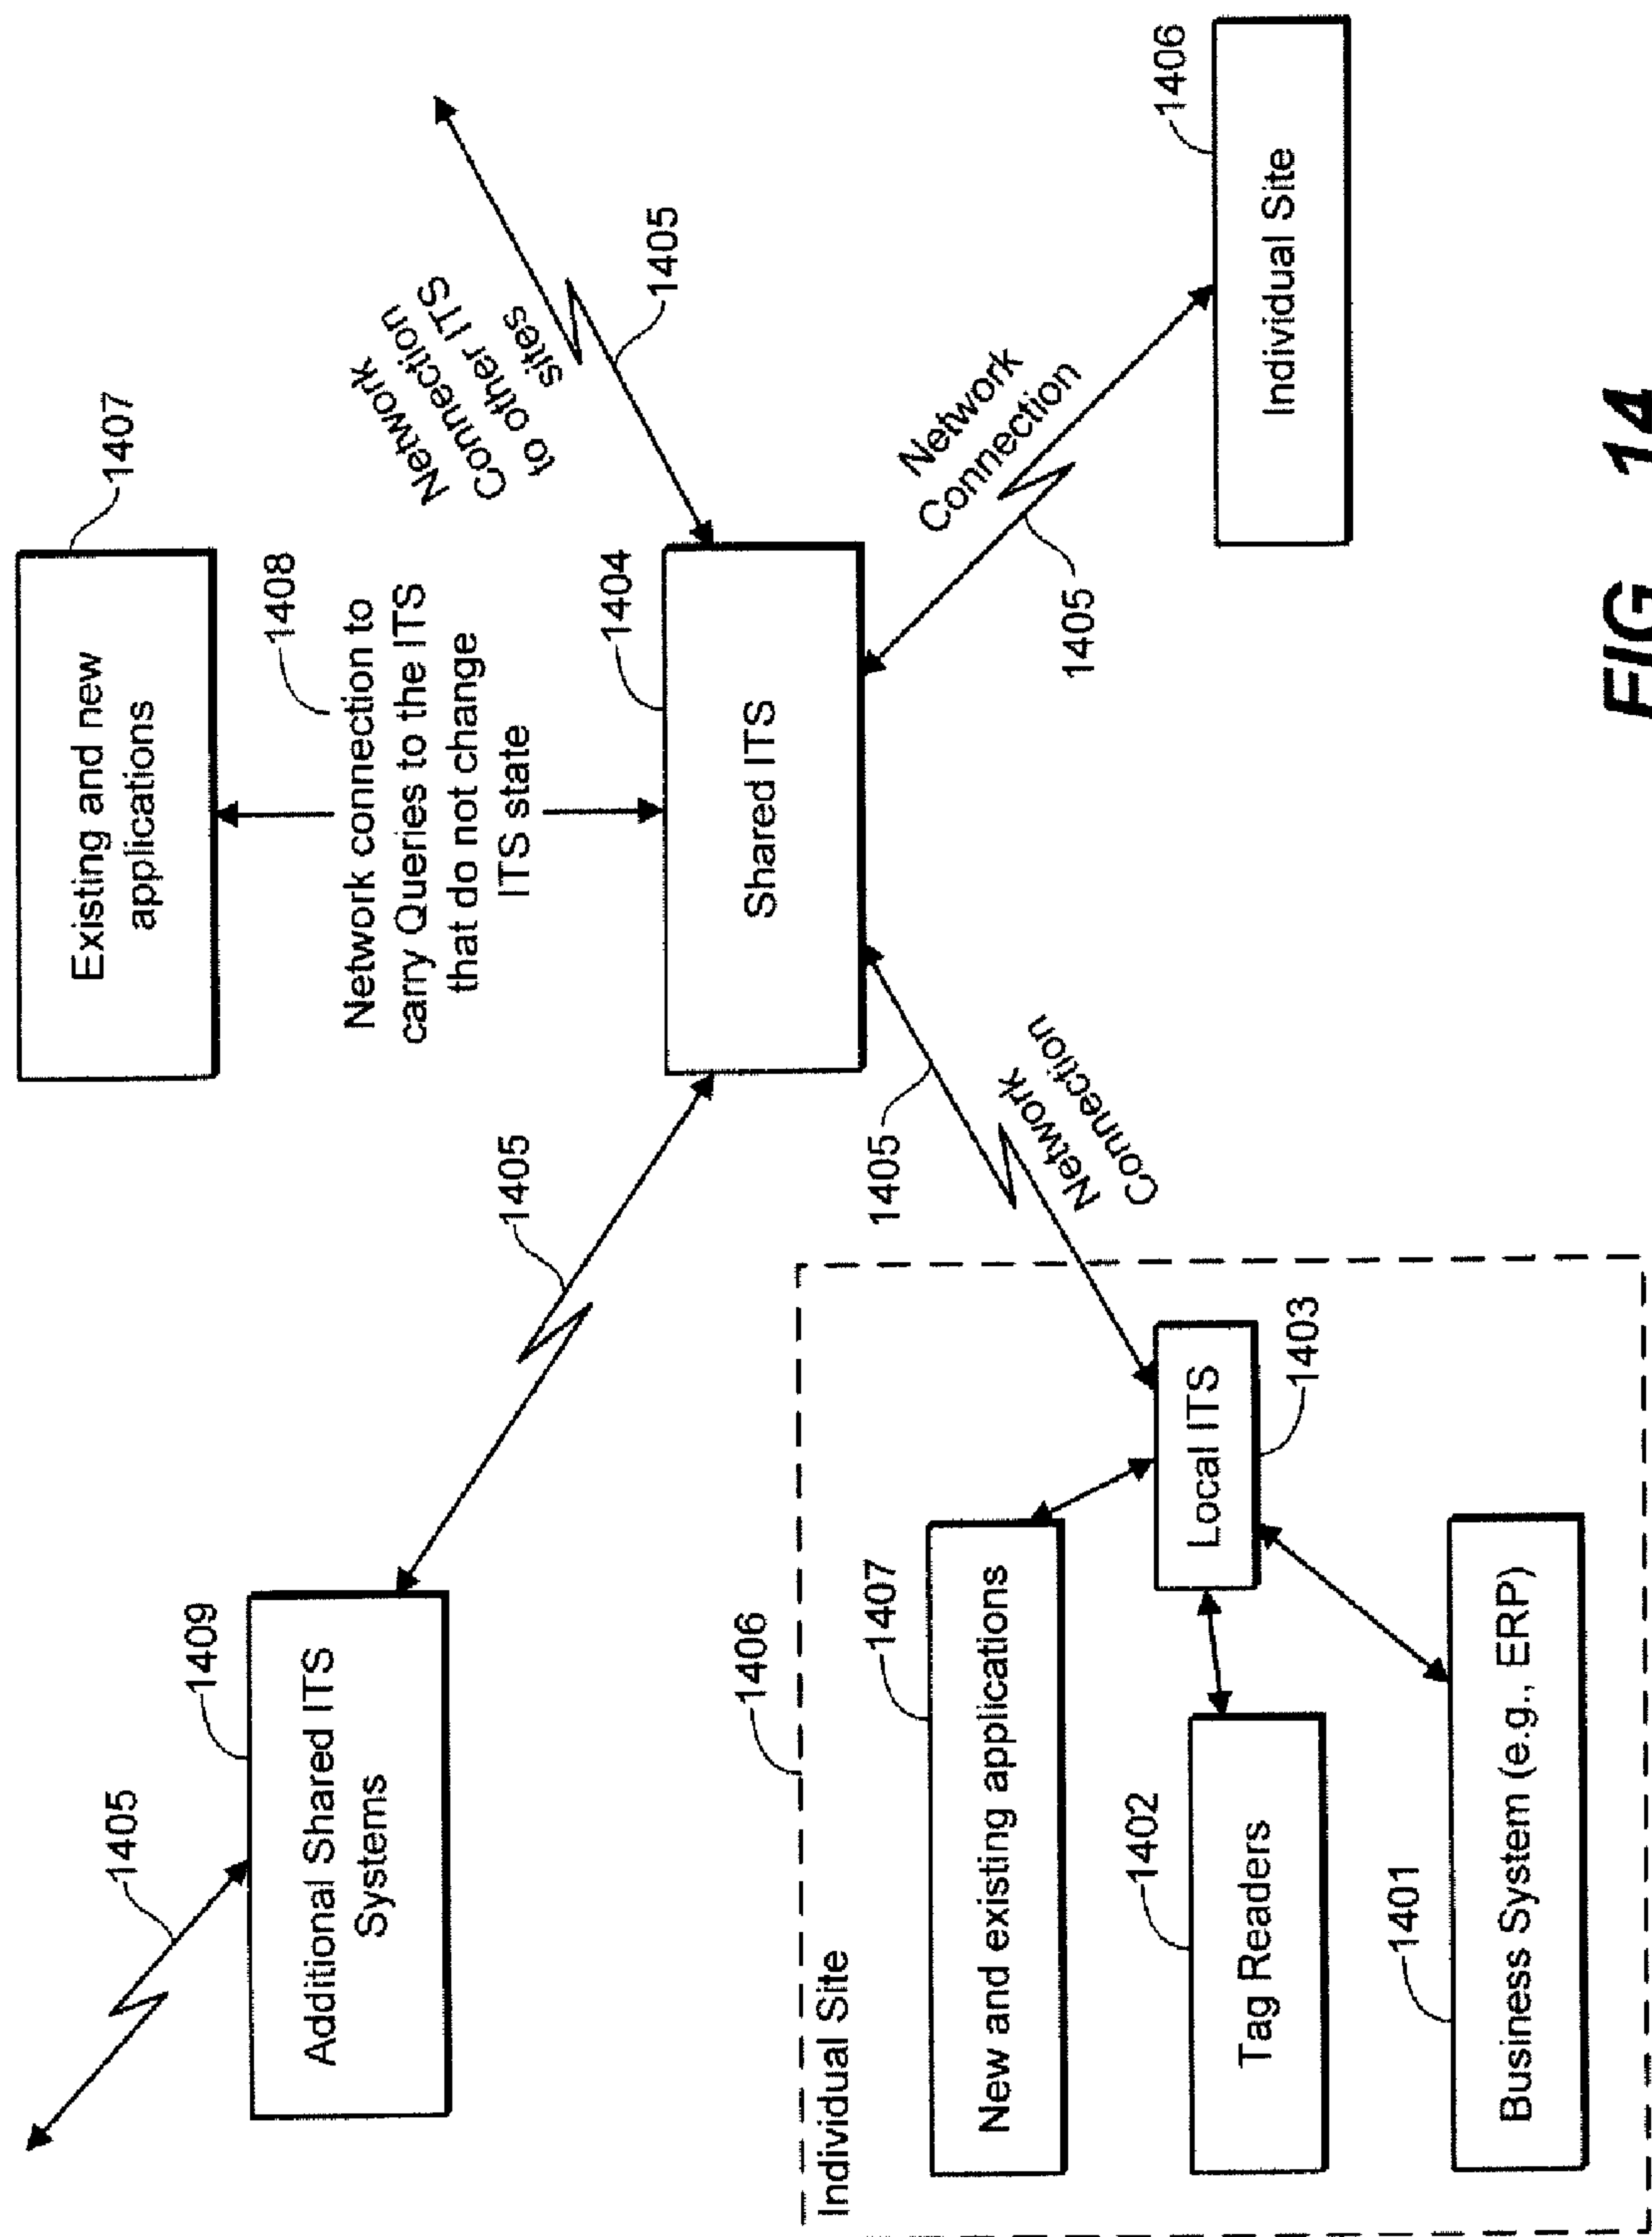 1405
1409
Additional Shared ITS
Systems
1405
Existing and new
applications
1407
1408
Network connection to
carry Queries to the ITS
that do not change
ITS state
Network
Connection
to other ITS
sites
1405
1404
Shared ITS
1405
Network
Connection
Network
Connection
1405
Individual Site
1406
1406
Individual Site
New and existing applications
1407
Tag Readers
1402
Local ITS
1403
Business System (e.g., ERP)
1401
FIG 14